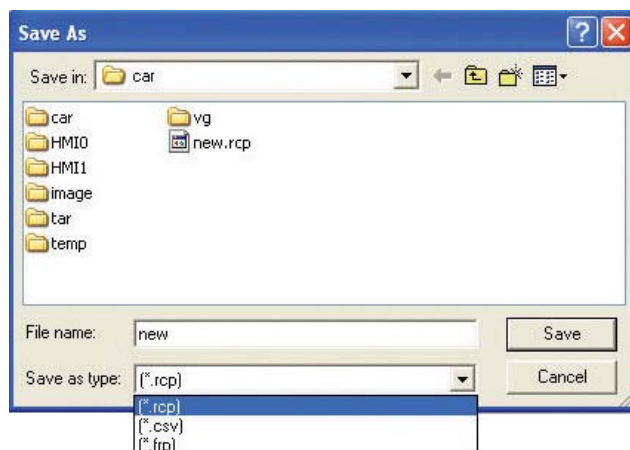 Save As
Save in: car
car
HMI0
HMI1
image
tar
temp
vg
new.rcp
File name: new
Save
Save as type: (*.rcp)
Cancel
(*.rcp)
(*.csv)
(*.frp)